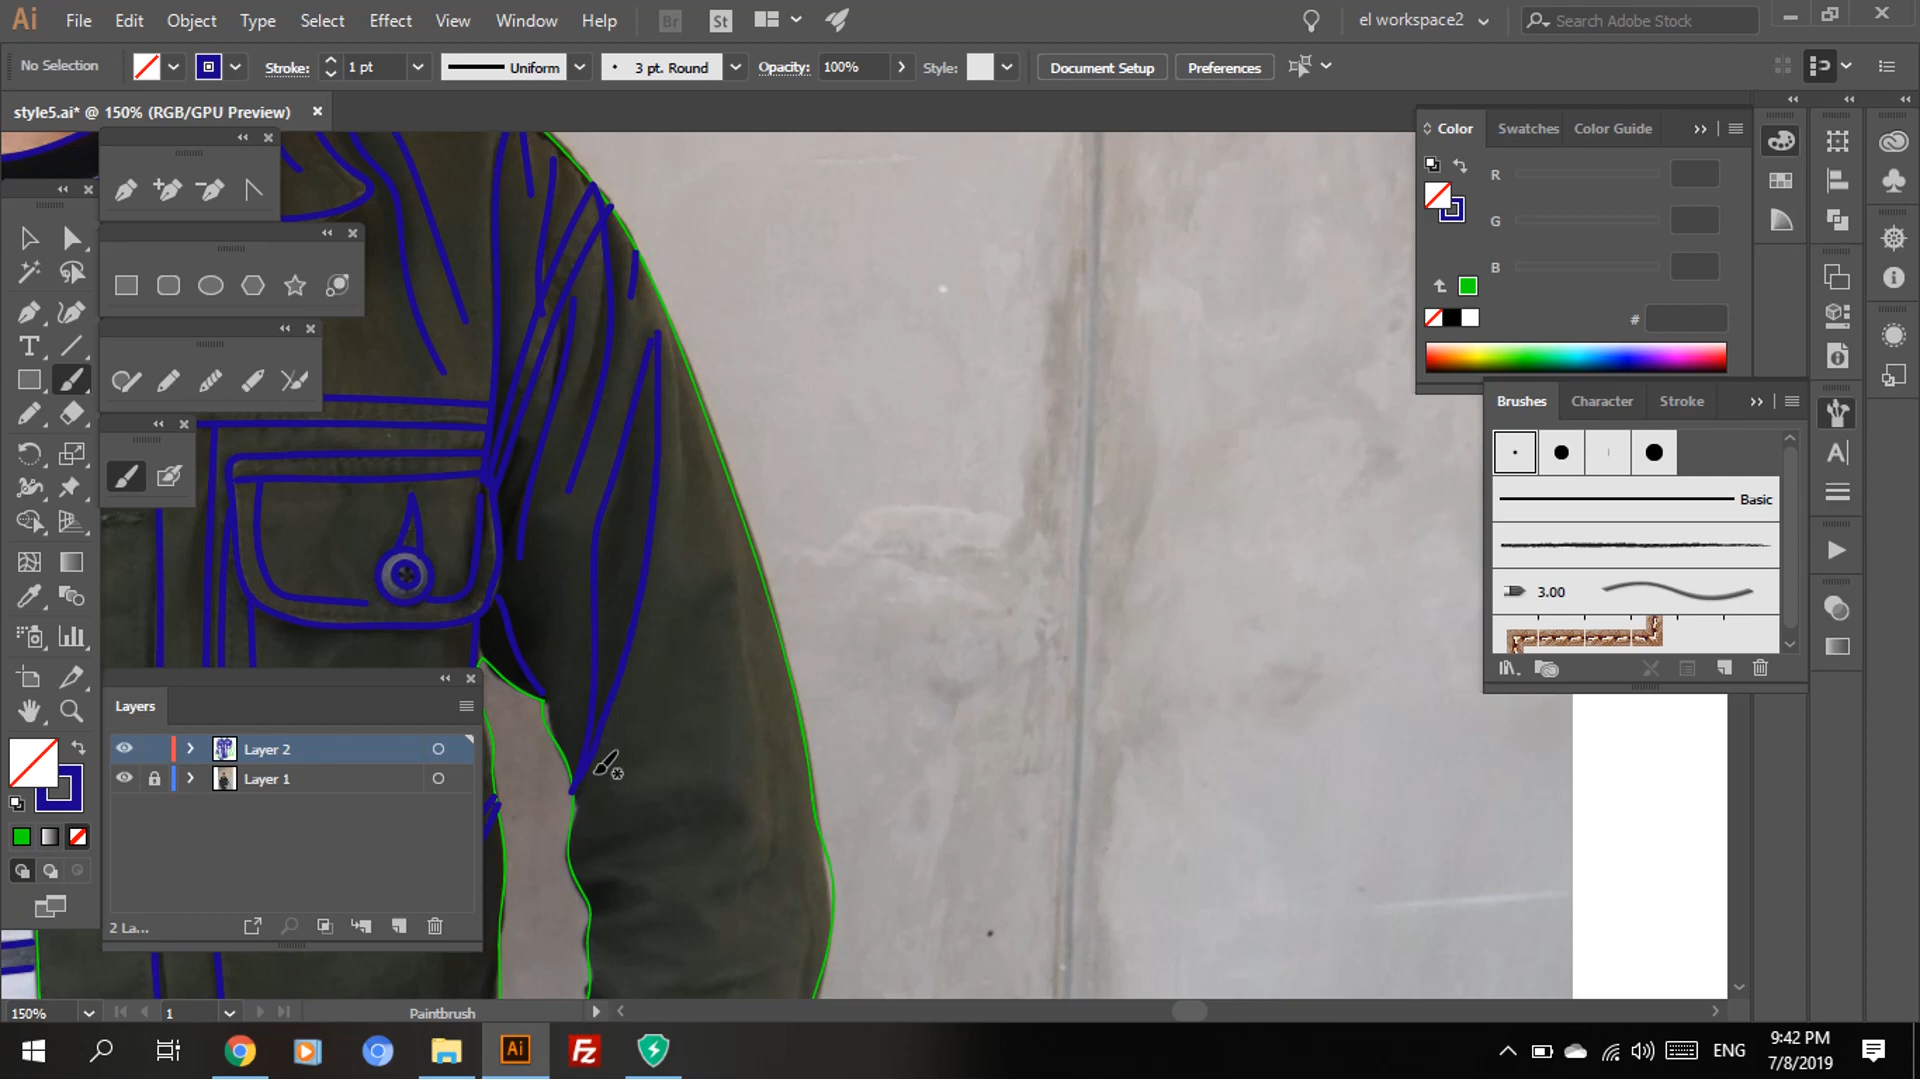 Ai File Edit Object Type Select Effect View Window Help Br St el workspace2 Search Adobe Stock
No Selection Stroke: 1 pt Uniform 3 pt. Round Opacity: 100% Style: Document Setup Preferences
style5.ai* @ 150% (RGB/GPU Preview)
Color Swatches Color Guide
R
G
B
#
Brushes Character Stroke
Basic
3.00
Layers
Layer 2
Layer 1
2 La...
150% 1 Paintbrush
Ai Fz ENG 9:42 PM
7/8/2019